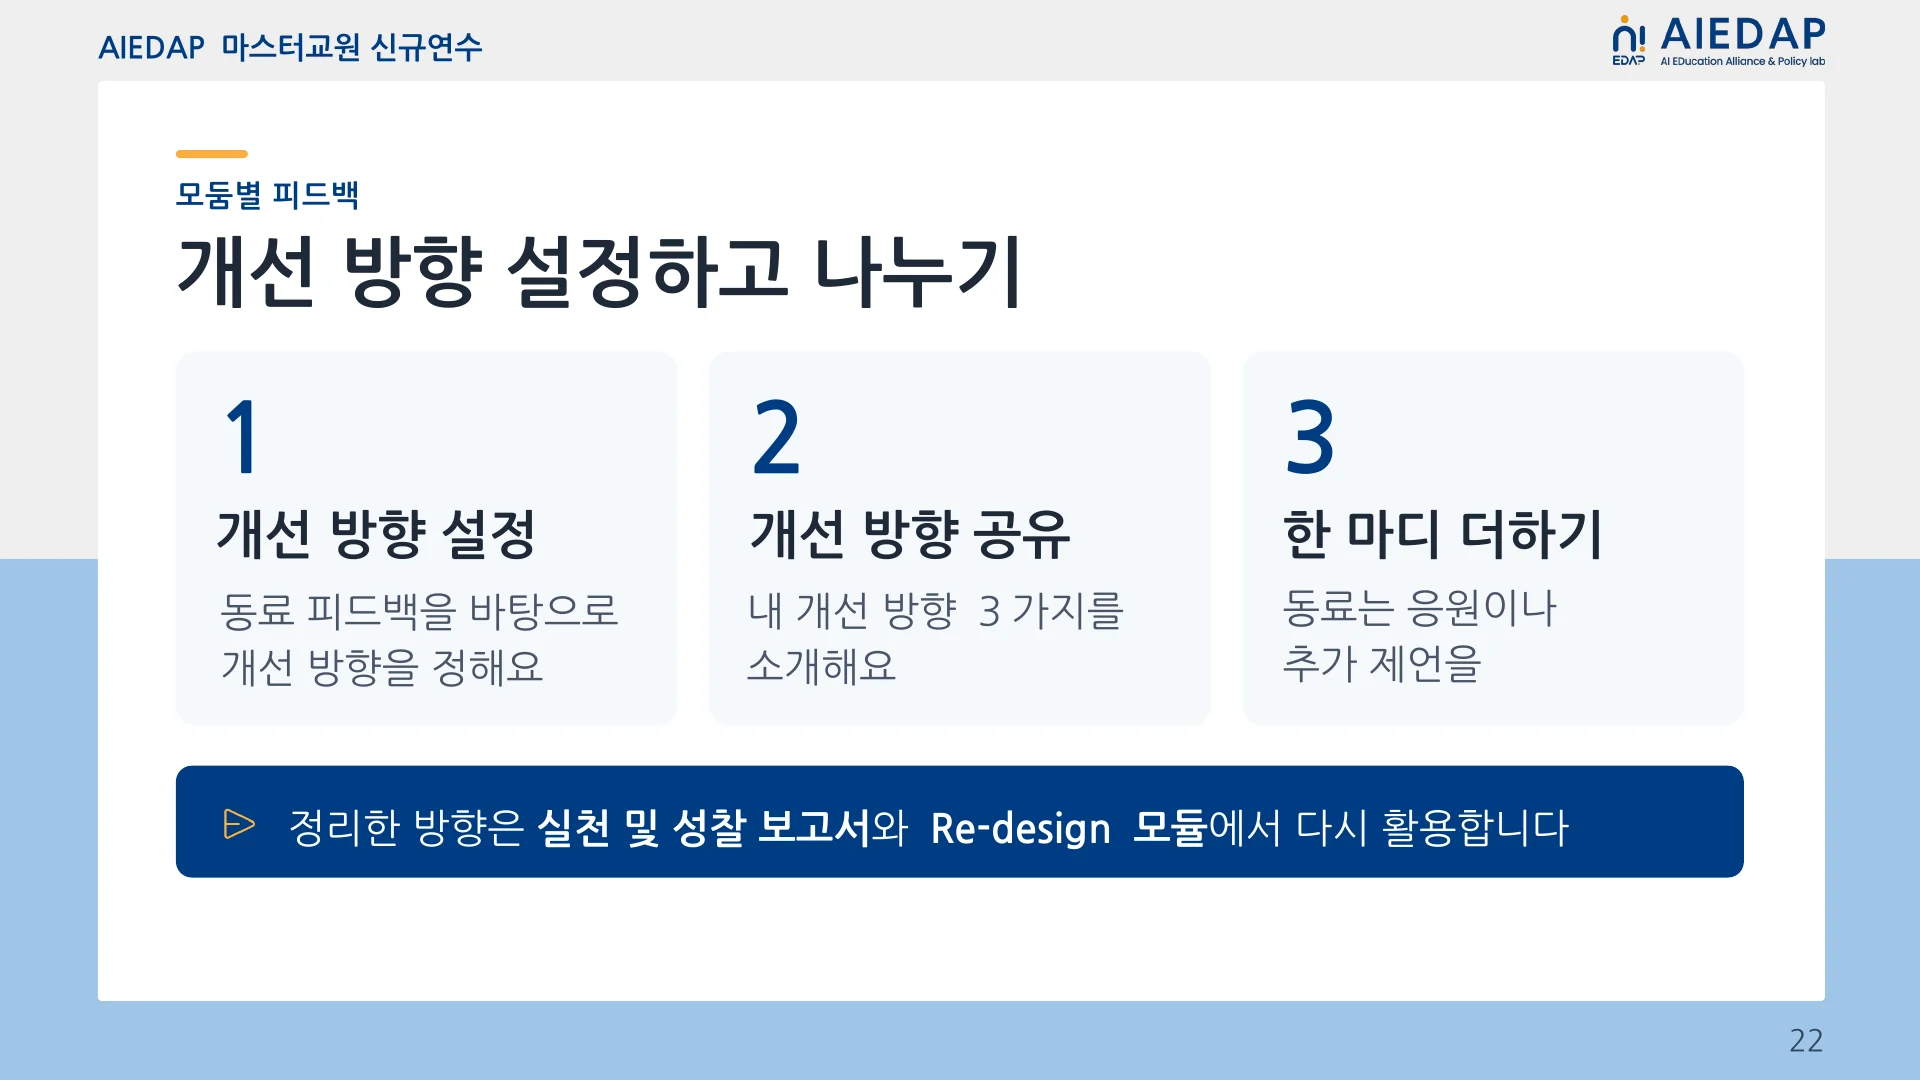 AIEDAP 마스터교원 신규연수
AIEDAP
EDAP
AI EDucation Alliance & Policy lab
모둠별 피드백
개선 방향 설정하고 나누기
1
개선 방향 설정
동료 피드백을 바탕으로
개선 방향을 정해요
2
개선 방향 공유
내 개선 방향 3 가지를
소개해요
3
한 마디 더하기
동료는 응원이나
추가 제언을
정리한 방향은 실천 및 성찰 보고서와 Re-design 모듈에서 다시 활용합니다
22